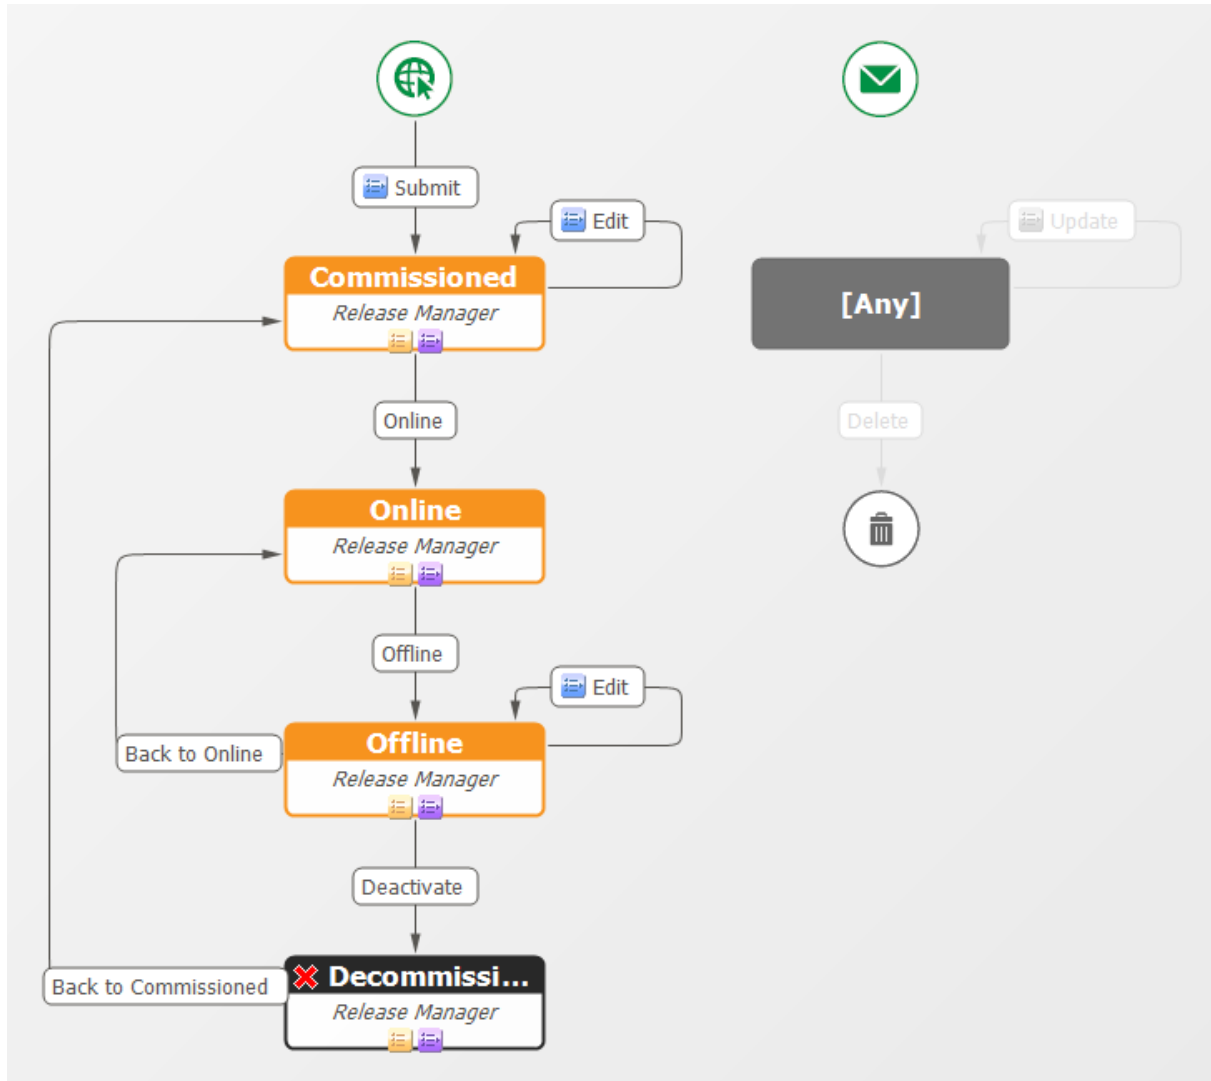 Submit
Edit
Commissioned
Release Manager
Online
Online
Release Manager
Offline
Edit
Offline
Release Manager
Back to Online
Deactivate
Decommissi...
Release Manager
Back to Commissioned
Update
[Any]
Delete